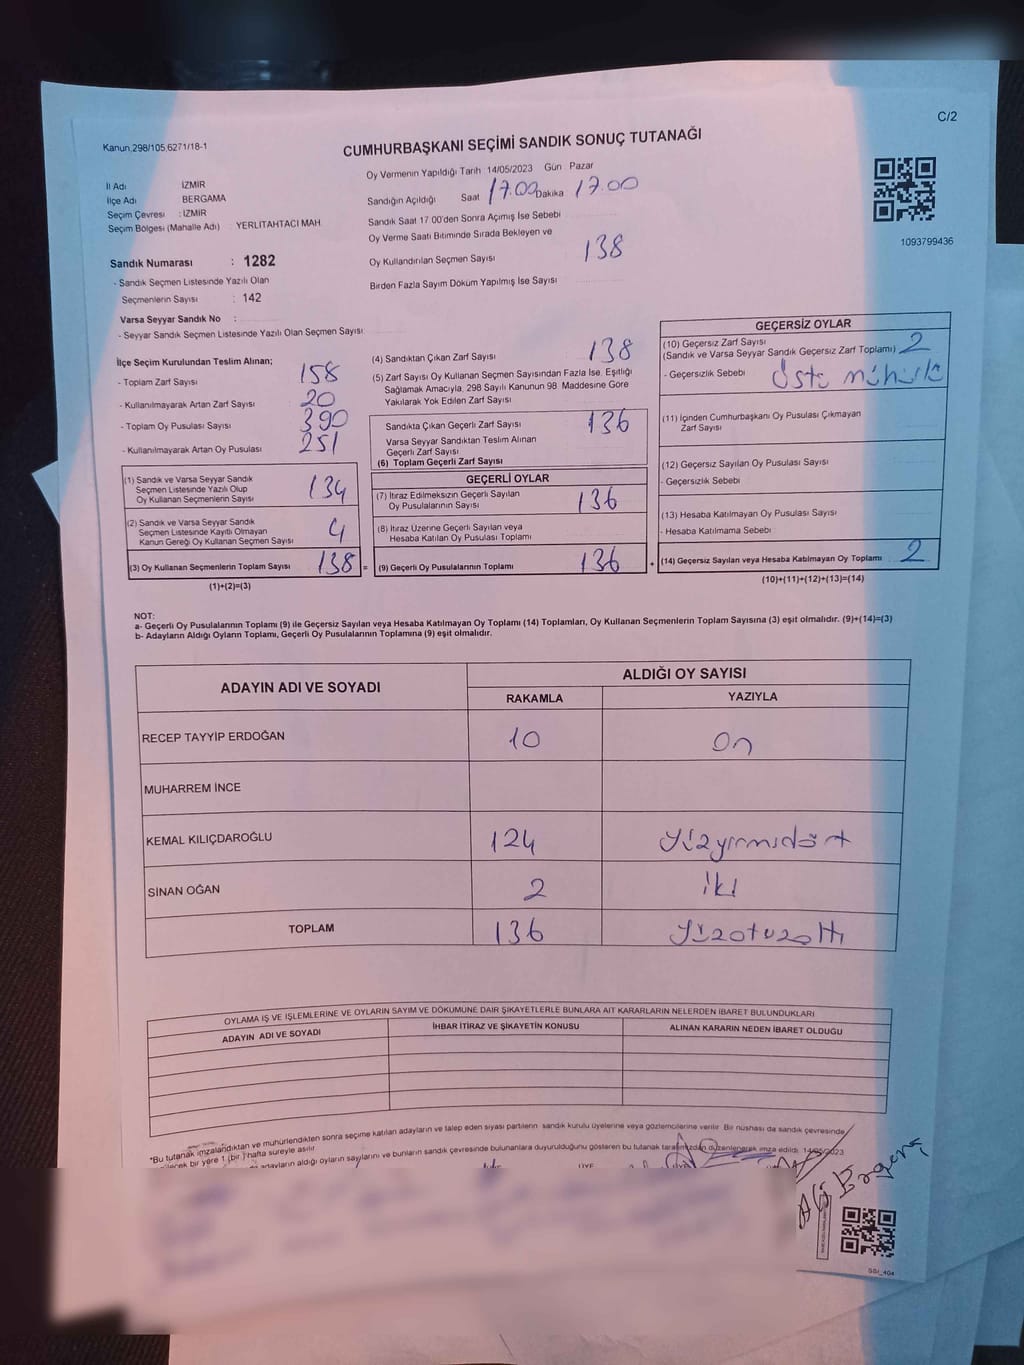 C/2
Kanun.298/105,6271/18-1
CUMHURBAŞKANI SEÇİMİ SANDIK SONUÇ TUTANAĞI
Oy Vermenin Yapıldığı Tarih 14/05/2023 Gün Pazar
İl Adı İZMİR
İlçe Adı BERGAMA
Seçim Çevresi : İZMİR
Seçim Bölgesi (Mahalle Adı) : YERLITAHTACI MAH
Sandığın Açıldığı Saat 17.00 Dakika 17.00
Sandık Saat 17 00'den Sonra Açımış İse Sebebi
Oy Verme Saati Bitiminde Sırada Bekleyen ve
Oy Kullandırılan Seçmen Sayısı 138
Birden Fazla Sayım Döküm Yapılmış İse Sayısı
1093799436
Sandık Numarası : 1282
- Sandık Seçmen Listesinde Yazılı Olan
Seçmenlerin Sayısı : 142
Varsa Seyyar Sandık No :
- Seyyar Sandık Seçmen Listesinde Yazılı Olan Seçmen Sayısı
İlçe Seçim Kurulundan Teslim Alınan;
- Toplam Zarf Sayısı 158
- Kullanılmayarak Artan Zarf Sayısı 20
- Toplam Oy Pusulası Sayısı 390
- Kullanılmayarak Artan Oy Pusulası 251
(1) Sandık ve Varsa Seyyar Sandık
Seçmen Listesinde Yazılı Olup
Oy Kullanan Seçmenlerin Sayısı 134
(2) Sandık ve Varsa Seyyar Sandık
Seçmen Listesinde Kayıtlı Olmayan
Kanun Gereği Oy Kullanan Seçmen Sayısı 4
(3) Oy Kullanan Seçmenlerin Toplam Sayısı 138 =
(1)+(2)=(3)
(4) Sandıktan Çıkan Zarf Sayısı 138
(5) Zarf Sayısı Oy Kullanan Seçmen Sayısından Fazla İse, Eşitliği
Sağlamak Amacıyla, 298 Sayılı Kanunun 98 Maddesine Göre
Yakılarak Yok Edilen Zarf Sayısı
Sandıkta Çıkan Geçerli Zarf Sayısı 136
Varsa Seyyar Sandıktan Teslim Alınan
Geçerli Zarf Sayısı
(6) Toplam Geçerli Zarf Sayısı
GEÇERLİ OYLAR
(7) İtiraz Edilmeksizin Geçerli Sayılan
Oy Pusulalarının Sayısı 136
(8) İtiraz Üzerine Geçerli Sayılan veya
Hesaba Katılan Oy Pusulası Toplamı
(9) Geçerli Oy Pusulalarının Toplamı 136 +
GEÇERSİZ OYLAR
(10) Geçersiz Zarf Sayısı
(Sandık ve Varsa Seyyar Sandık Geçersiz Zarf Toplamı) 2
- Geçersizlik Sebebi
(11) İçinden Cumhurbaşkanı Oy Pusulası Çıkmayan
Zarf Sayısı
(12) Geçersiz Sayılan Oy Pusulası Sayısı
- Geçersizlik Sebebi
(13) Hesaba Katılmayan Oy Pusulası Sayısı
- Hesaba Katılmama Sebebi
(14) Geçersiz Sayılan veya Hesaba Katılmayan Oy Toplamı 2
(10)+(11)+(12)+(13)=(14)
NOT:
a- Geçerli Oy Pusulalarının Toplamı (9) ile Geçersiz Sayılan veya Hesaba Katılmayan Oy Toplamı (14) Toplamları, Oy Kullanan Seçmenlerin Toplam Sayısına (3) eşit olmalıdır. (9)+(14)=(3)
b- Adayların Aldığı Oyların Toplamı, Geçerli Oy Pusulalarının Toplamına (9) eşit olmalıdır.
ADAYIN ADI VE SOYADI ALDIĞI OY SAYISI
RAKAMLA YAZIYLA
RECEP TAYYİP ERDOĞAN 10 On
MUHARREM İNCE
KEMAL KILIÇDAROĞLU 124 Yüzyirmidört
SİNAN OĞAN 2 iki
TOPLAM 136 Yüzotuzaltı
OYLAMA İŞ VE İŞLEMLERİNE VE OYLARIN SAYIM VE DÖKÜMÜNE DAİR ŞİKAYETLERLE BUNLARA AİT KARARLARIN NELERDEN İBARET BULUNDUKLARI
ADAYIN ADI VE SOYADI İHBAR İTİRAZ VE ŞİKAYETİN KONUSU ALINAN KARARIN NEDEN İBARET OLDUĞU
*Bu tutanak imzalandıktan ve mühürlendikten sonra seçime katılan adayların ve talep eden siyasi partilerin sandık kurulu üyelerine veya gözlemcilerine verilir. Bir nüshası da sandık çevresinde
bir yere 1 (bir) hafta süreyle asılır.
adayların aldığı oyların sayılarını ve bunların sandık çevresinde bulunanlara duyurulduğunu gösteren bu tutanak tarafımızdan düzenlenerek imza edildi. 14/05/2023